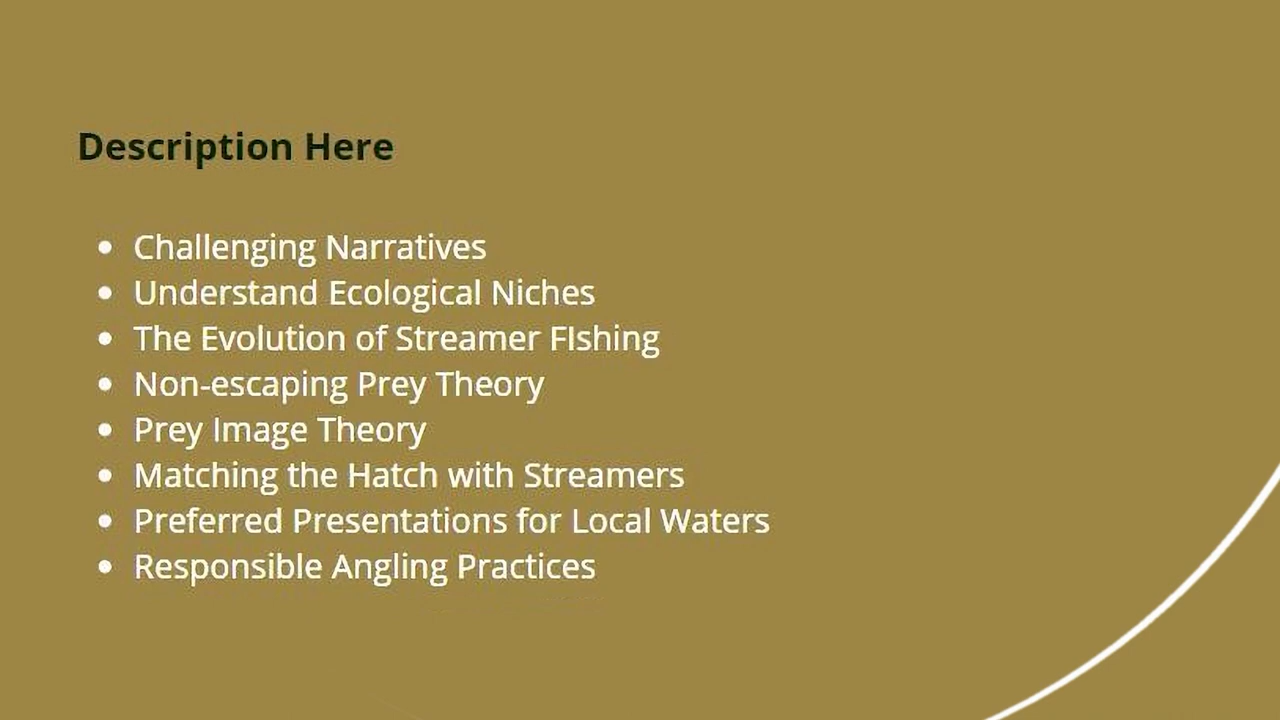 Description Here
• Challenging Narratives
• Understand Ecological Niches
• The Evolution of Streamer FIshing
• Non-escaping Prey Theory
• Prey Image Theory
• Matching the Hatch with Streamers
• Preferred Presentations for Local Waters
• Responsible Angling Practices